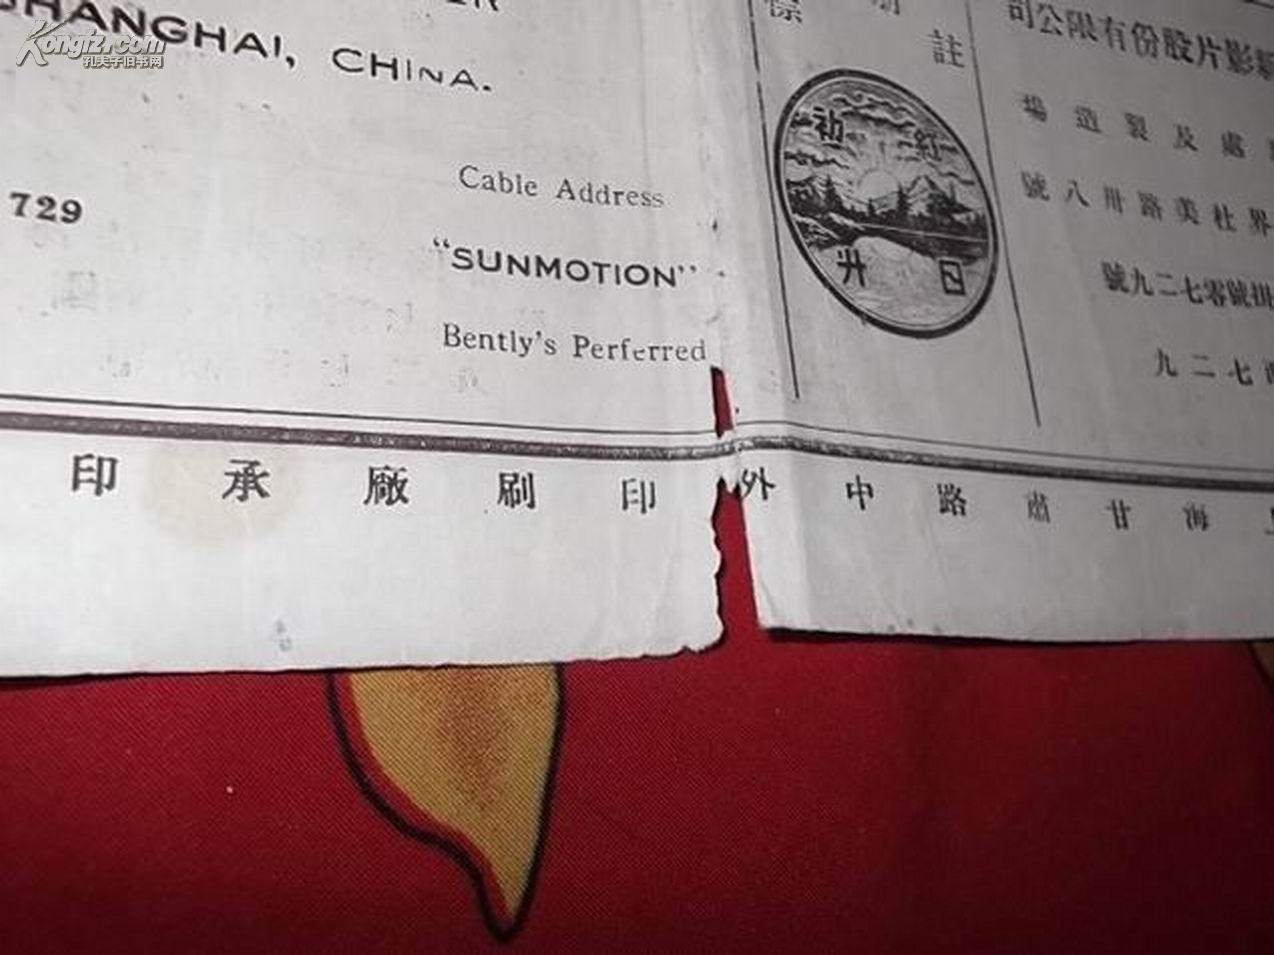 SHANGHAI, CHINA.
729
Cable Address
"SUNMOTION"
Bently's Perferred
註
紅
日
初
升
影片股份有限公司
處及製造場
界杜美路卅八號
掛號零七二九號
七二九
海甘肅路中外印刷廠承印
Kongfz.com
孔夫子旧书网